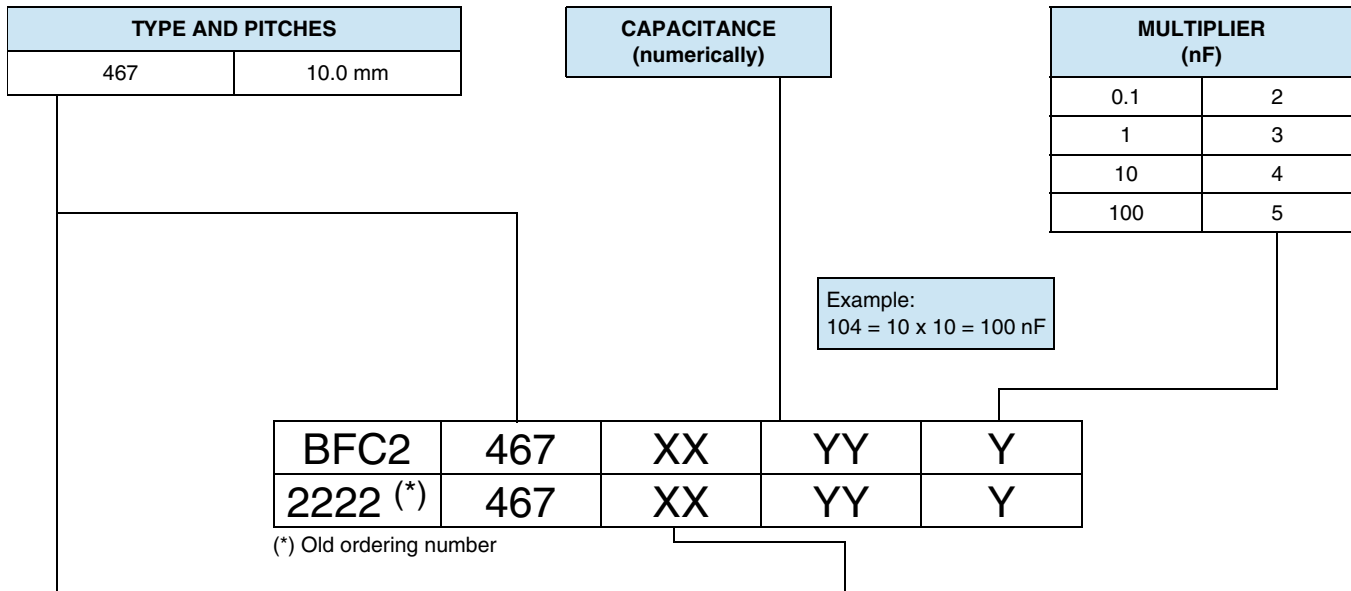 TYPE AND PITCHES
467 10.0 mm
CAPACITANCE
(numerically)
MULTIPLIER
(nF)
0.1 2
1 3
10 4
100 5
Example:
104 = 10 x 10 = 100 nF
BFC2 467 XX YY Y
2222 (*) 467 XX YY Y
(*) Old ordering number